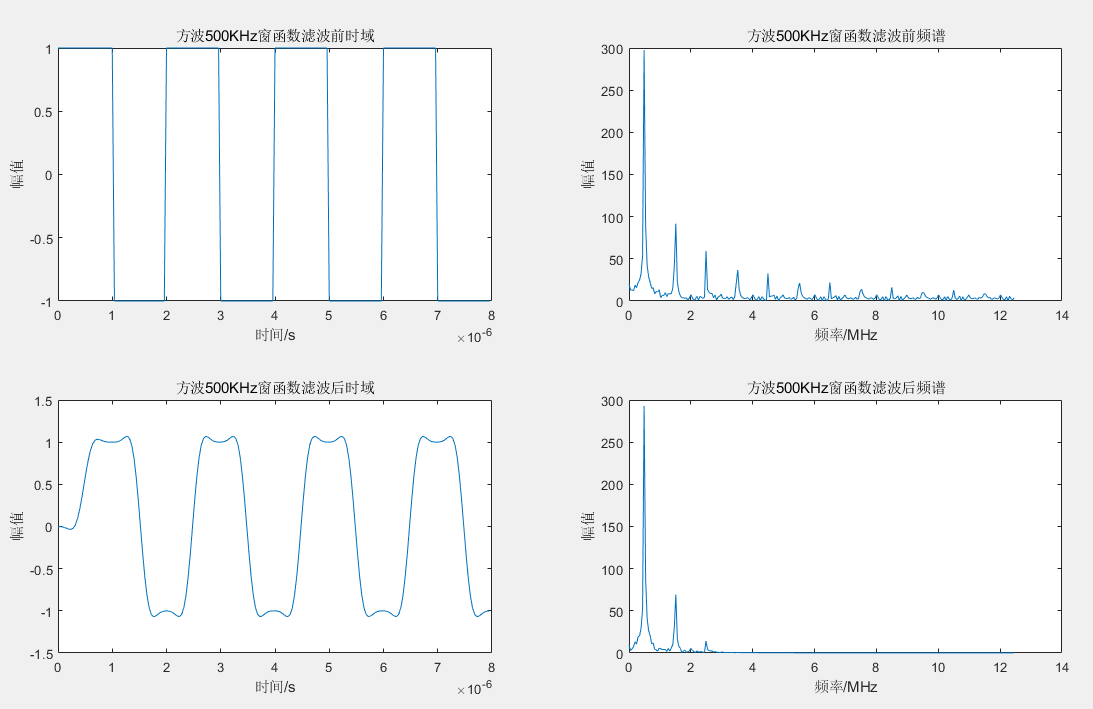 方波500KHz窗函数滤波前时域
1
0.5
0
-0.5
-1
幅值
0 1 2 3 4 5 6 7 8
时间/s
×10-6
方波500KHz窗函数滤波前频谱
300
250
200
150
100
50
0
幅值
0 2 4 6 8 10 12 14
频率/MHz
方波500KHz窗函数滤波后时域
1.5
1
0.5
0
-0.5
-1
-1.5
幅值
0 1 2 3 4 5 6 7 8
时间/s
×10-6
方波500KHz窗函数滤波后频谱
300
250
200
150
100
50
0
幅值
0 2 4 6 8 10 12 14
频率/MHz